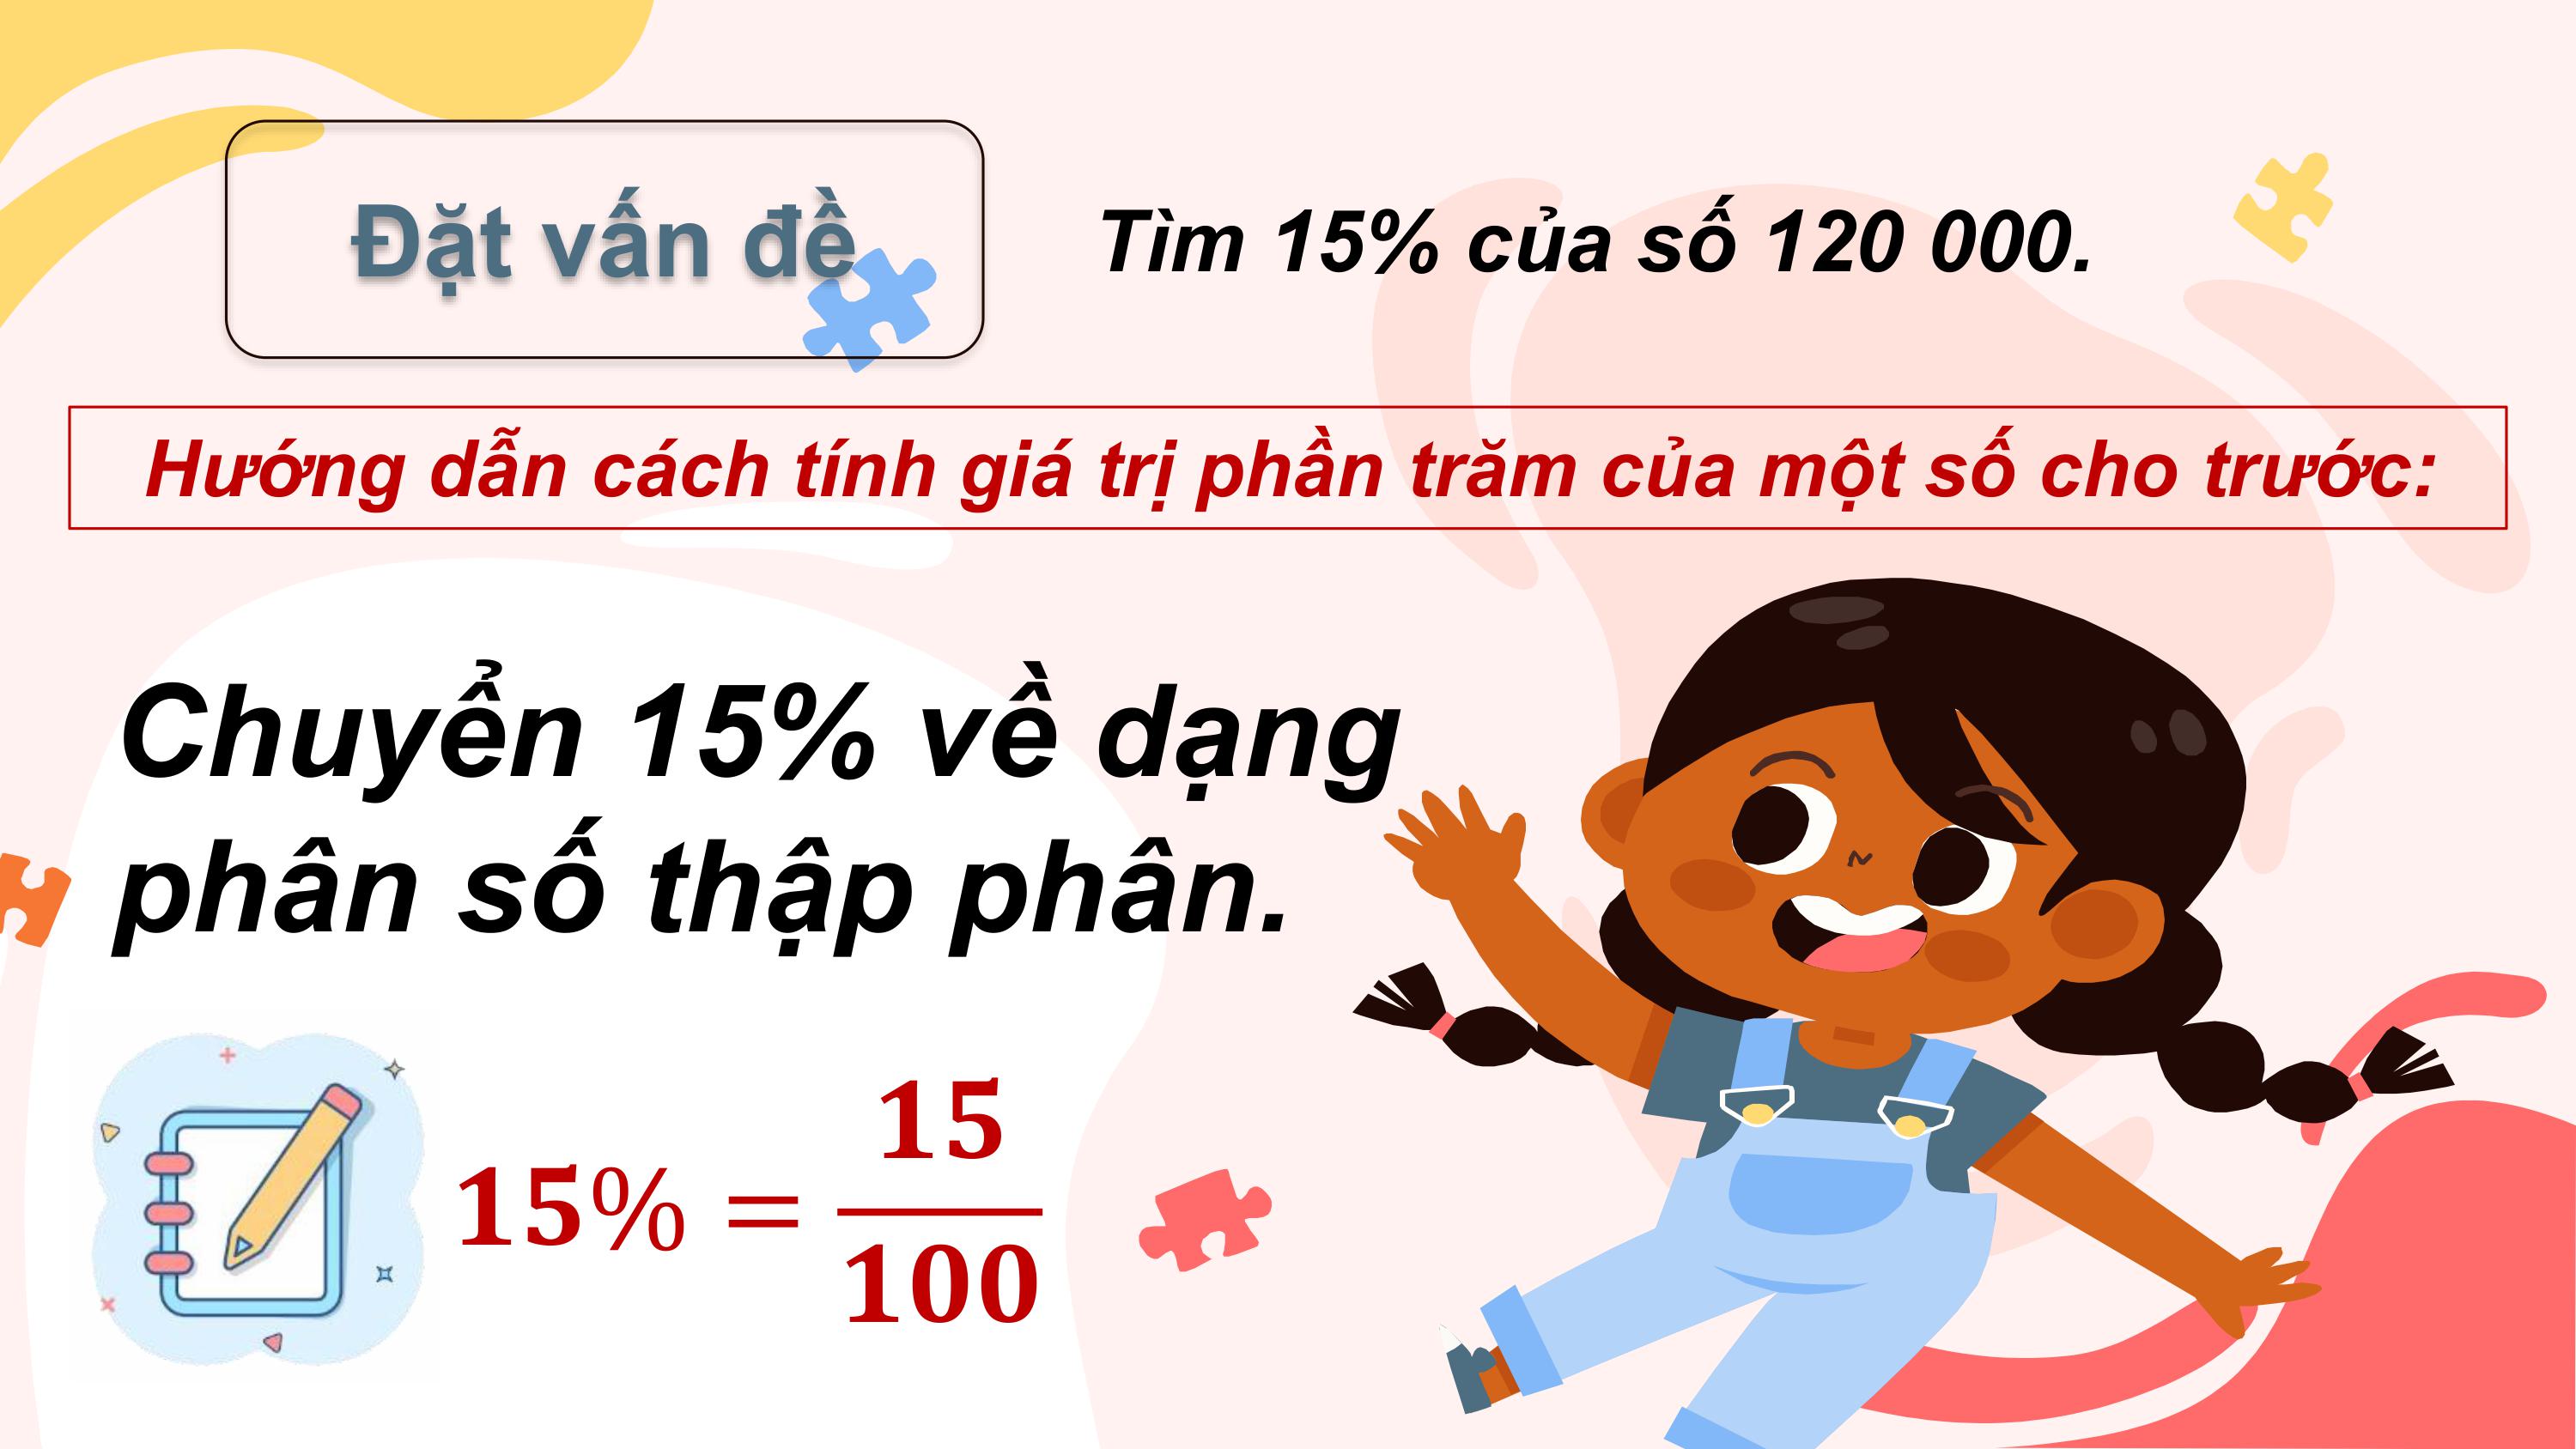 Đặt vấn đề
Tìm 15% của số 120 000.
Hướng dẫn cách tính giá trị phần trăm của một số cho trước:
Chuyển 15% về dạng
phân số thập phân.
15% = 15/100